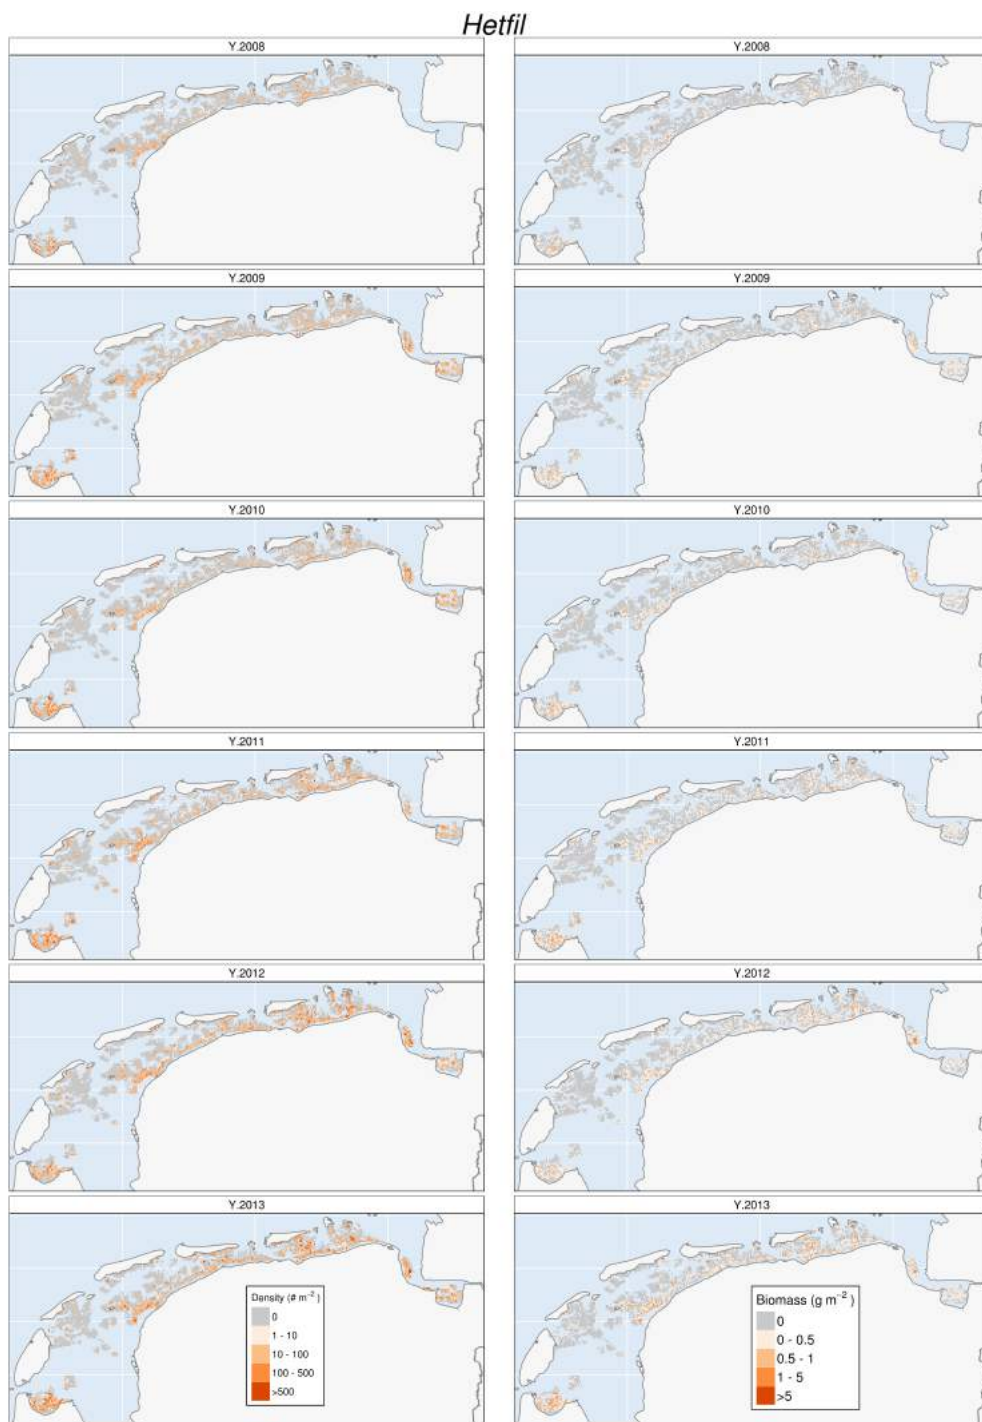 Hetfil
Y.2008
Y.2008
Y.2009
Y.2009
Y.2010
Y.2010
Y.2011
Y.2011
Y.2012
Y.2012
Y.2013
Y.2013
Density (# m⁻²)
0
1 - 10
10 - 100
100 - 500
>500
Biomass (g m⁻²)
0
0 - 0.5
0.5 - 1
1 - 5
>5